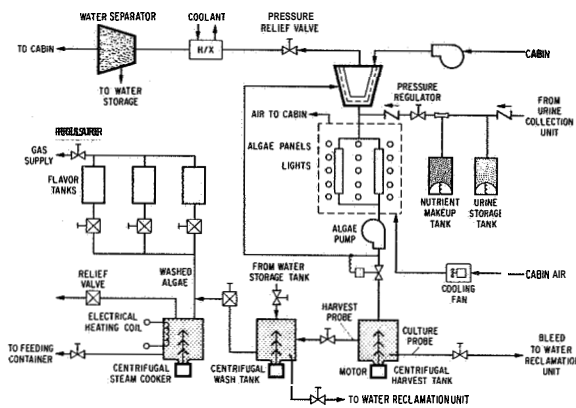 WATER SEPARATOR
COOLANT
PRESSURE
RELIEF VALVE
TO CABIN
H/X
CABIN
TO WATER
STORAGE
PRESSURE
REGULATOR
FROM
URINE
COLLECTION
UNIT
AIR TO CABIN
ALGAE PANELS
LIGHTS
GAS
SUPPLY
FLAVOR
TANKS
NUTRIENT
MAKEUP
TANK
URINE
STORAGE
TANK
ALGAE
PUMP
RELIEF
VALVE
WASHED
ALGAE
FROM WATER
STORAGE TANK
COOLING
FAN
CABIN AIR
ELECTRICAL
HEATING COIL
HARVEST
PROBE
CULTURE
PROBE
TO FEEDING
CONTAINER
CENTRIFUGAL
STEAM COOKER
CENTRIFUGAL
WASH TANK
MOTOR
CENTRIFUGAL
HARVEST TANK
BLEED
TO WATER
RECLAMATION
UNIT
TO WATER RECLAMATION UNIT